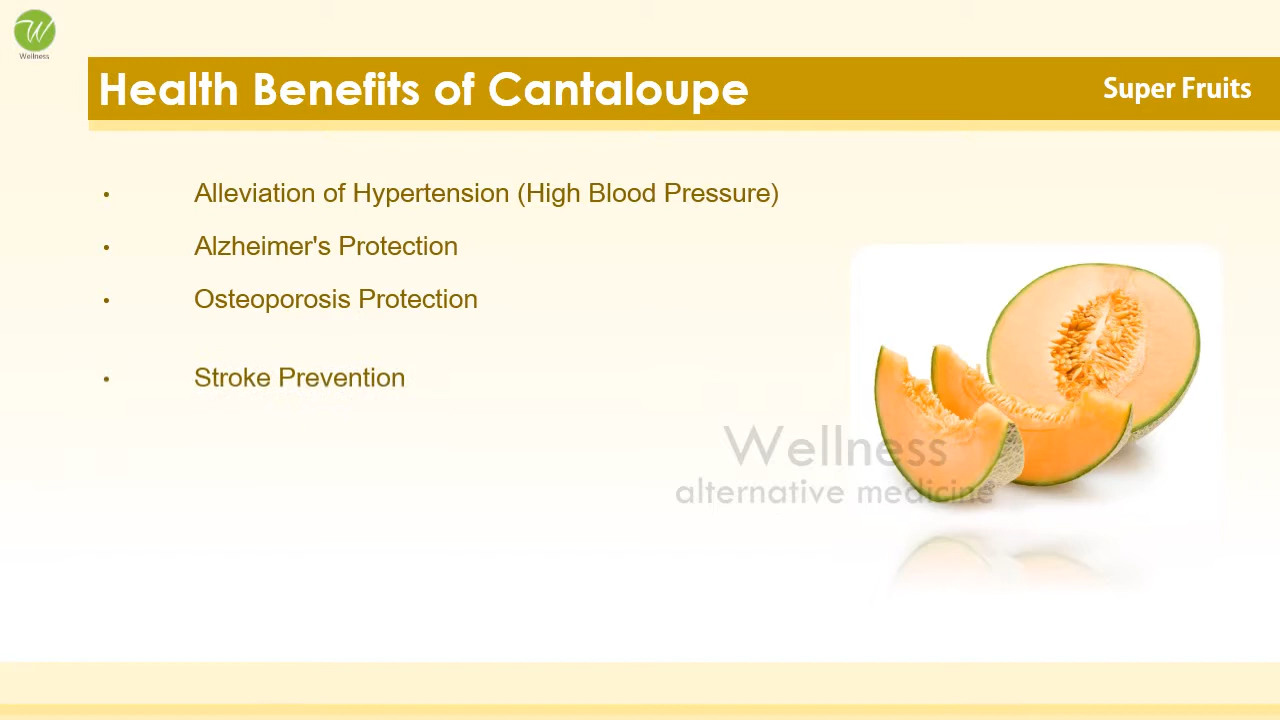 W
Wellness
Health Benefits of Cantaloupe
Super Fruits
• Alleviation of Hypertension (High Blood Pressure)
• Alzheimer's Protection
• Osteoporosis Protection
• Stroke Prevention
Wellness
alternative medicine